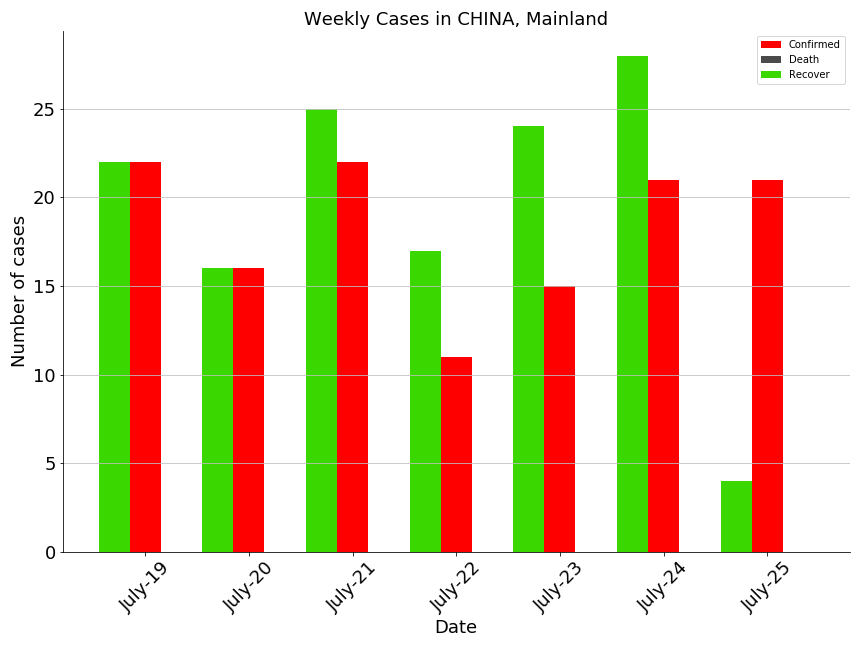 Weekly Cases in CHINA, Mainland
Confirmed
Death
Recover
Number of cases
25
20
15
10
5
0
July-19
July-20
July-21
July-22
July-23
July-24
July-25
Date